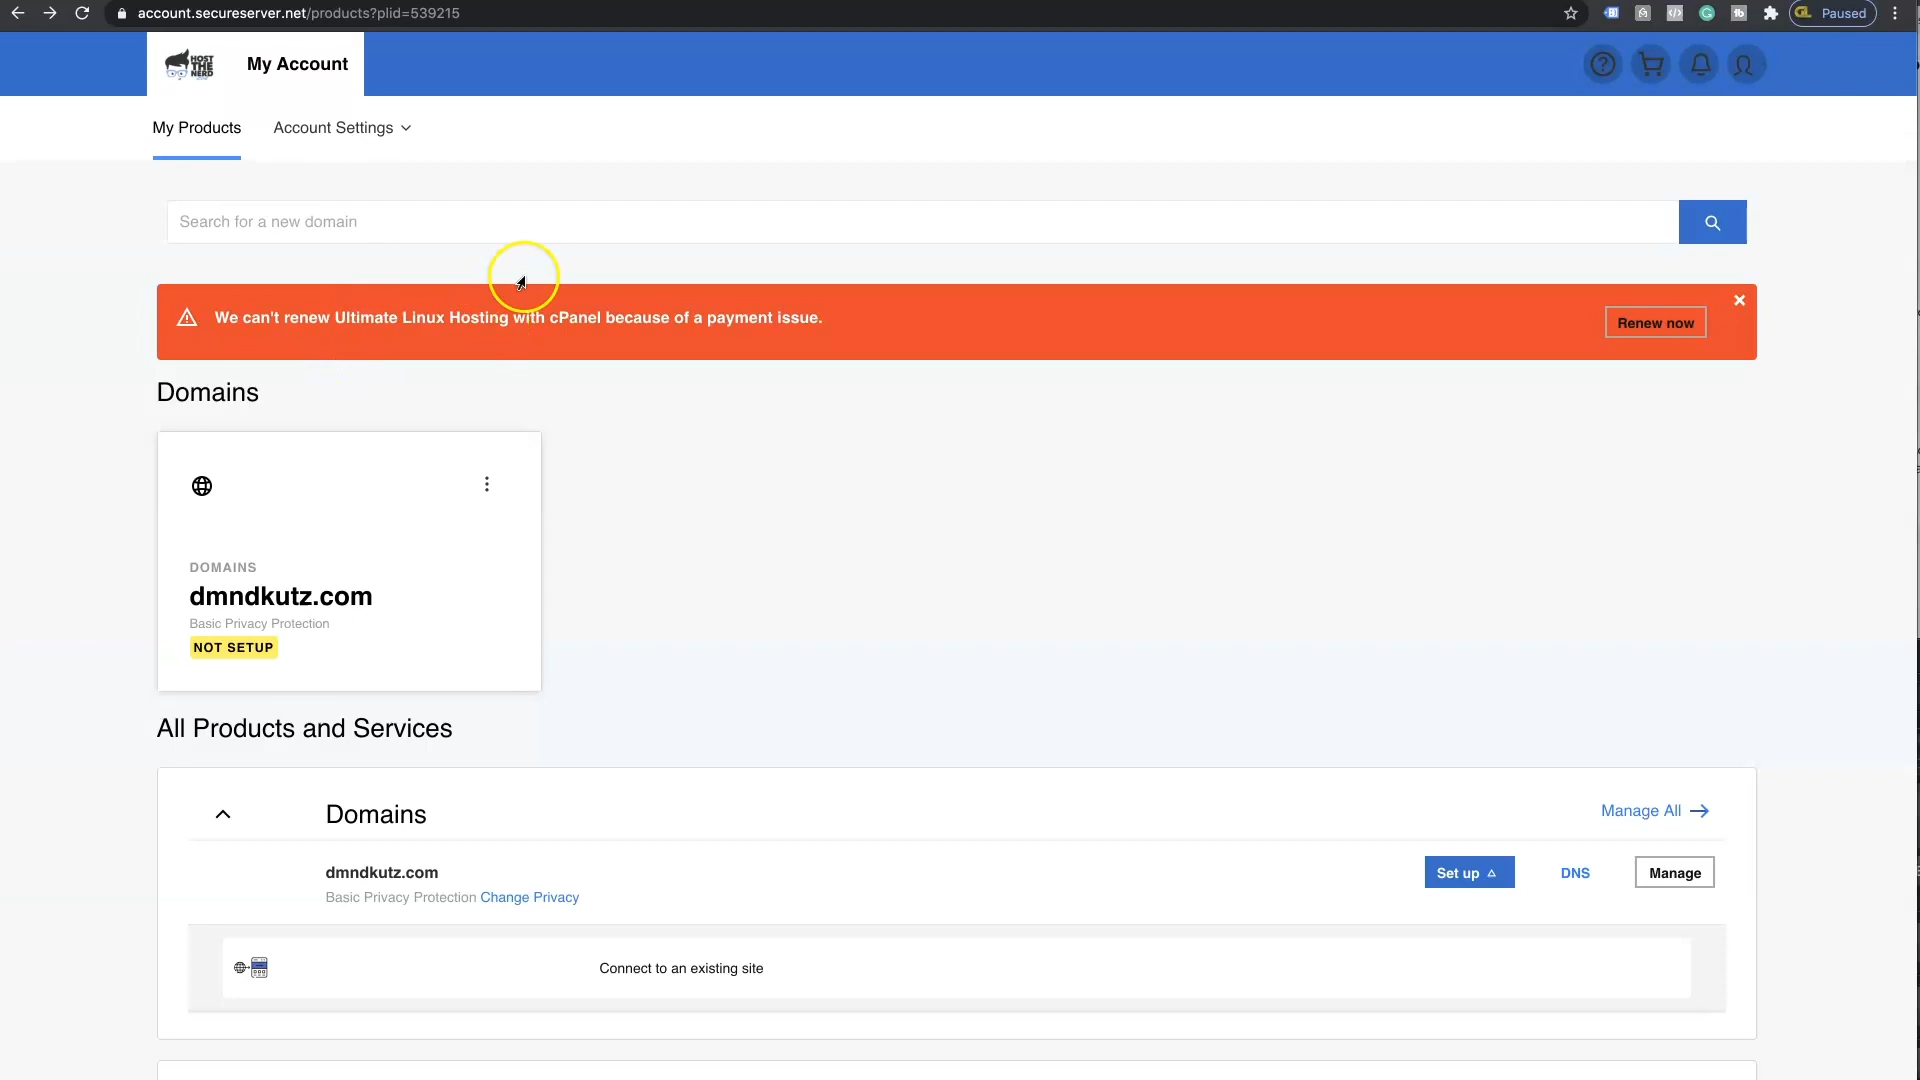 account.secureserver.net/products?plid=539215
Paused
HOST
THE
NERD
My Account
My Products
Account Settings
Search for a new domain
We can't renew Ultimate Linux Hosting with cPanel because of a payment issue.
Renew now
Domains
DOMAINS
dmndkutz.com
Basic Privacy Protection
NOT SETUP
All Products and Services
Domains
Manage All
dmndkutz.com
Set up
DNS
Manage
Basic Privacy Protection Change Privacy
Connect to an existing site